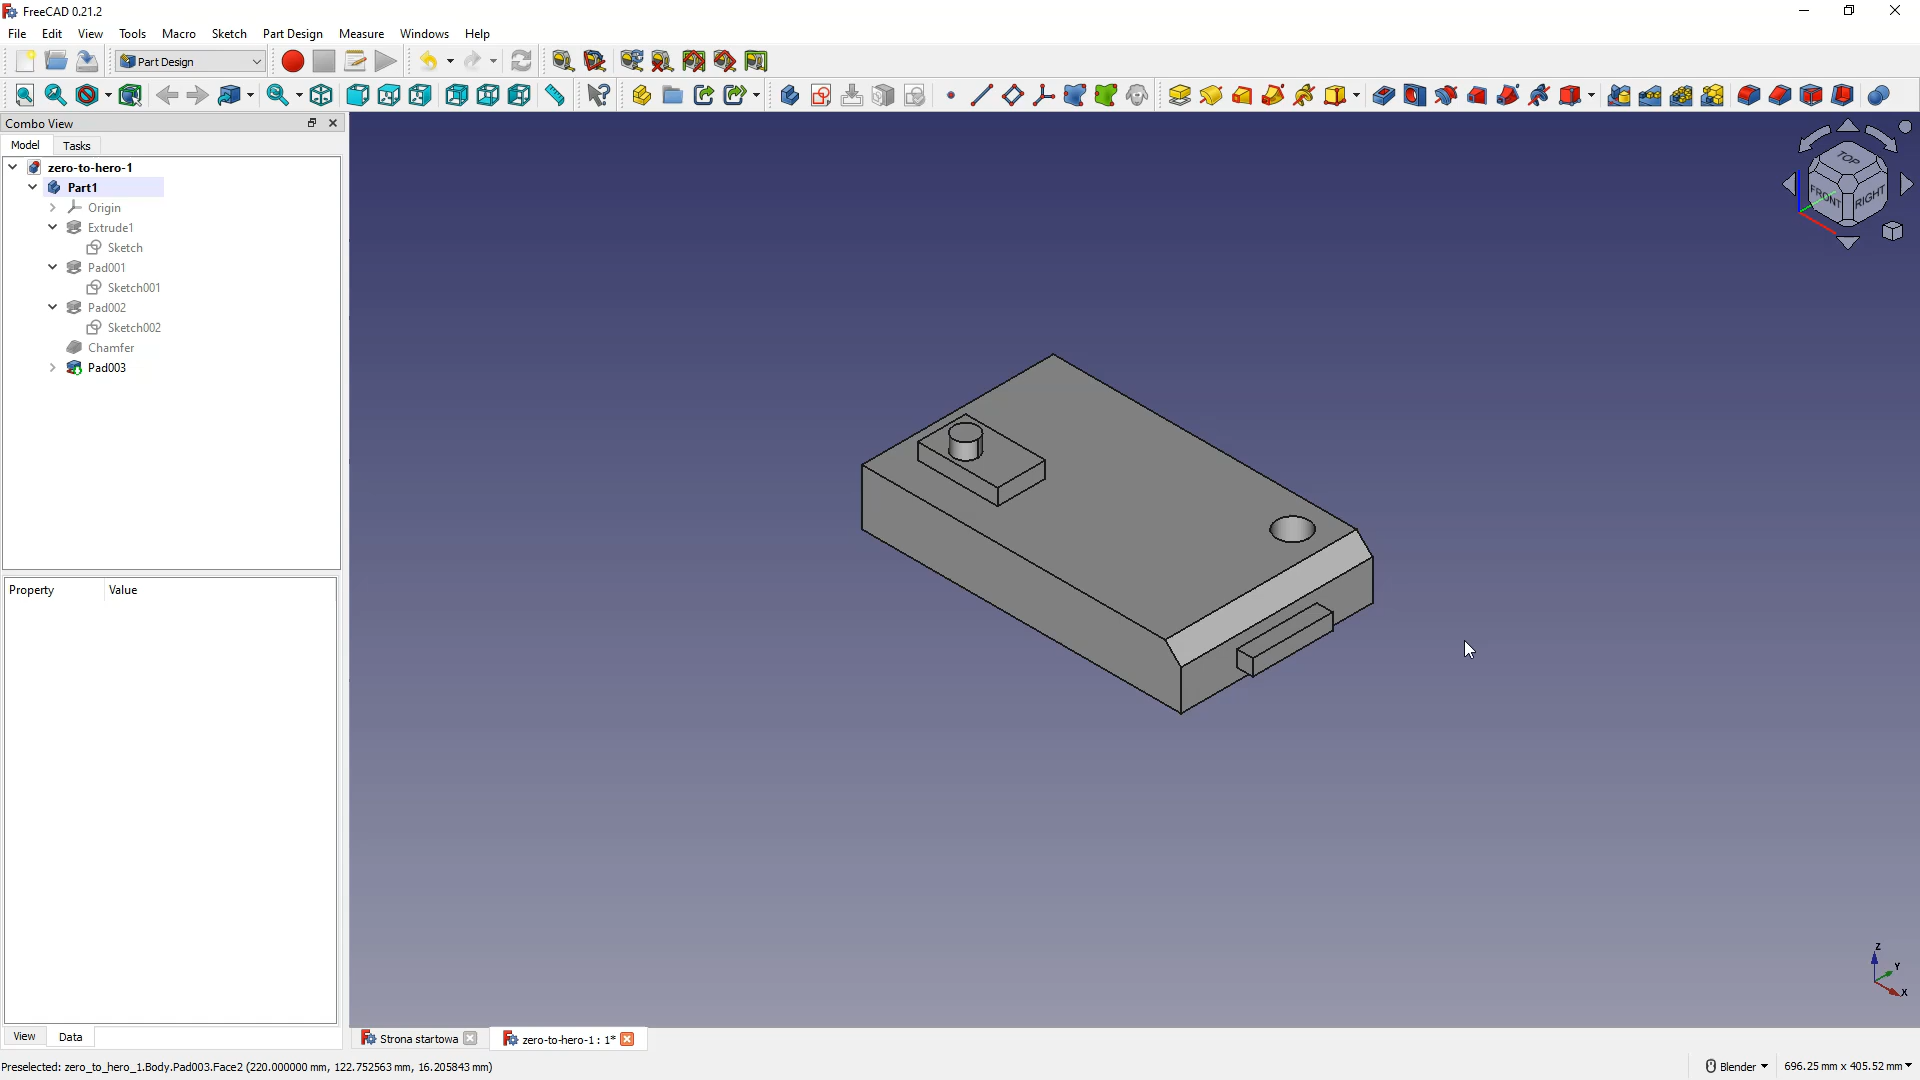 FreeCAD 0.21.2
File Edit View Tools Macro Sketch Part Design Measure Windows Help
Part Design
Combo View
Model Tasks
zero-to-hero-1
Part1
Origin
Extrude1
Sketch
Pad001
Sketch001
Pad002
Sketch002
Chamfer
Pad003
TOP
FRONT RIGHT
Property Value
Z
Y
X
View Data
Strona startowa zero-to-hero-1 : 1*
Preselected: zero_to_hero_1.Body.Pad003.Face2 (220.000000 mm, 122.752563 mm, 16.205843 mm)
Blender 696.25 mm x 405.52 mm